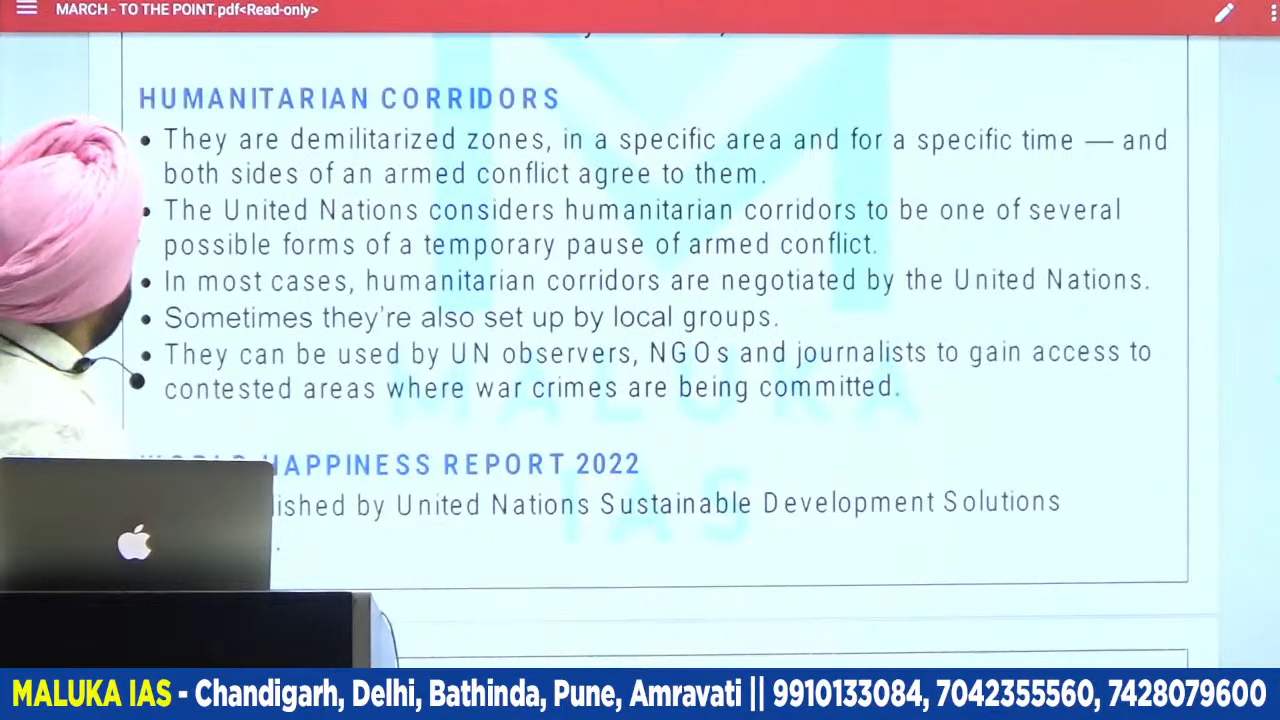 MARCH - TO THE POINT.pdf<Read-only>
HUMANITARIAN CORRIDORS
• They are demilitarized zones, in a specific area and for a specific time — and
both sides of an armed conflict agree to them.
• The United Nations considers humanitarian corridors to be one of several
possible forms of a temporary pause of armed conflict.
• In most cases, humanitarian corridors are negotiated by the United Nations.
• Sometimes they're also set up by local groups.
• They can be used by UN observers, NGOs and journalists to gain access to
contested areas where war crimes are being committed.
MALUKA
IAS
WORLD HAPPINESS REPORT 2022
by United Nations Sustainable Development Solutions
MALUKA IAS - Chandigarh, Delhi, Bathinda, Pune, Amravati || 9910133084, 7042355560, 7428079600